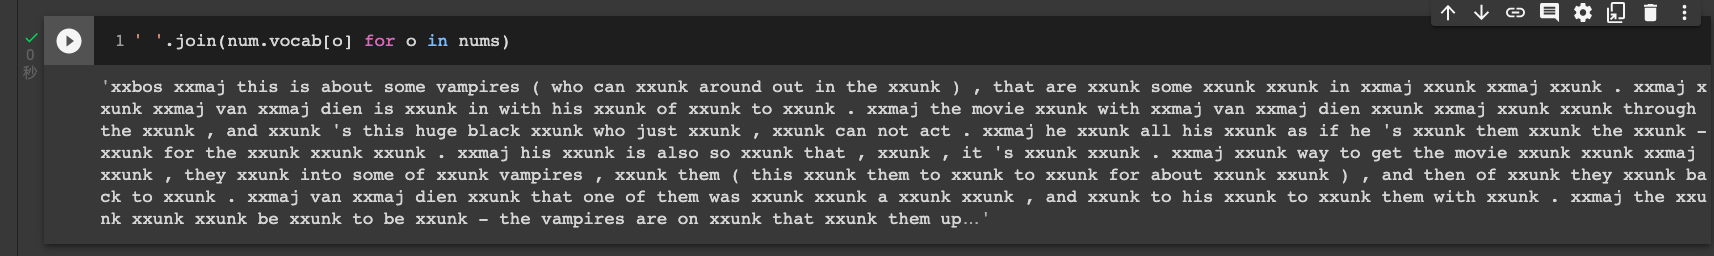 1 ' '.join(num.vocab[o] for o in nums)
0
秒
'xxbos xxmaj this is about some vampires ( who can xxunk around out in the xxunk ) , that are xxunk some xxunk xxunk in xxmaj xxunk xxmaj xxunk . xxmaj x
xunk xxmaj van xxmaj dien is xxunk in with his xxunk of xxunk to xxunk . xxmaj the movie xxunk with xxmaj van xxmaj dien xxunk xxmaj xxunk xxunk through
the xxunk , and xxunk 's this huge black xxunk who just xxunk , xxunk can not act . xxmaj he xxunk all his xxunk as if he 's xxunk them xxunk the xxunk -
xxunk for the xxunk xxunk xxunk . xxmaj his xxunk is also so xxunk that , xxunk , it 's xxunk xxunk . xxmaj xxunk way to get the movie xxunk xxunk xxmaj
xxunk , they xxunk into some of xxunk vampires , xxunk them ( this xxunk them to xxunk to xxunk for about xxunk xxunk ) , and then of xxunk they xxunk ba
ck to xxunk . xxmaj van xxmaj dien xxunk that one of them was xxunk xxunk a xxunk xxunk , and xxunk to his xxunk to xxunk them with xxunk . xxmaj the xxu
nk xxunk xxunk be xxunk to be xxunk - the vampires are on xxunk that xxunk them up…'